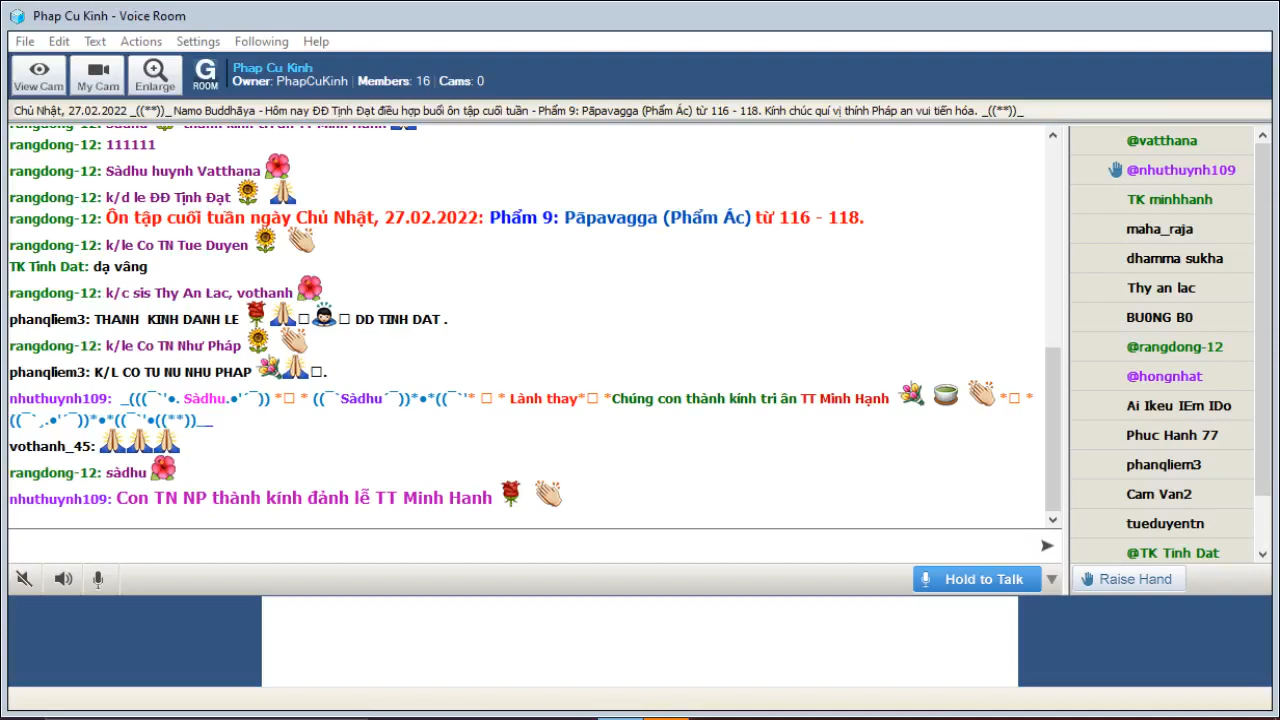 Phap Cu Kinh - Voice Room
File Edit Text Actions Settings Following Help
View Cam My Cam Enlarge G ROOM
Phap Cu Kinh
Owner: PhapCuKinh | Members: 16 | Cams: 0
Chủ Nhật, 27.02.2022 _((**))_ Namo Buddhāya - Hôm nay ĐĐ Tịnh Đạt điều hợp buổi ôn tập cuối tuần - Phẩm 9: Pāpavagga (Phẩm Ác) từ 116 - 118. Kính chúc quí vị thính Pháp an vui tiến hóa. _((**))_
rangdong-12: 111111
rangdong-12: Sàdhu huynh Vatthana
rangdong-12: k/d le ĐĐ Tịnh Đạt
rangdong-12: Ôn tập cuối tuần ngày Chủ Nhật, 27.02.2022: Phẩm 9: Pāpavagga (Phẩm Ác) từ 116 - 118.
rangdong-12: k/le Co TN Tue Duyen
TK Tinh Dat: dạ vâng
rangdong-12: k/c sis Thy An Lac, vothanh
phanqliem3: THANH KINH DANH LE 🙏□🙇□ DD TINH DAT .
rangdong-12: k/le Co TN Như Pháp
phanqliem3: K/L CO TU NU NHU PHAP 💐🙏□.
nhuthuynh109: _(((¯`'●. Sàdhu.●'´¯)) *□ * ((¯`Sàdhu´¯))*●*((¯`'* □ * Lành thay*□ *Chúng con thành kính tri ân TT Minh Hạnh *□ *
((¯`¸.●'´¯))*●*((¯`'●((**))__
vothanh_45: 🙏🙏🙏
rangdong-12: sàdhu
nhuthuynh109: Con TN NP thành kính đảnh lễ TT Minh Hanh
Hold to Talk
@vatthana
@nhuthuynh109
TK minhhanh
maha_raja
dhamma sukha
Thy an lac
BU0NG B0
@rangdong-12
@hongnhat
Ai Ikeu IEm IDo
Phuc Hanh 77
phanqliem3
Cam Van2
tueduyentn
@TK Tinh Dat
Raise Hand